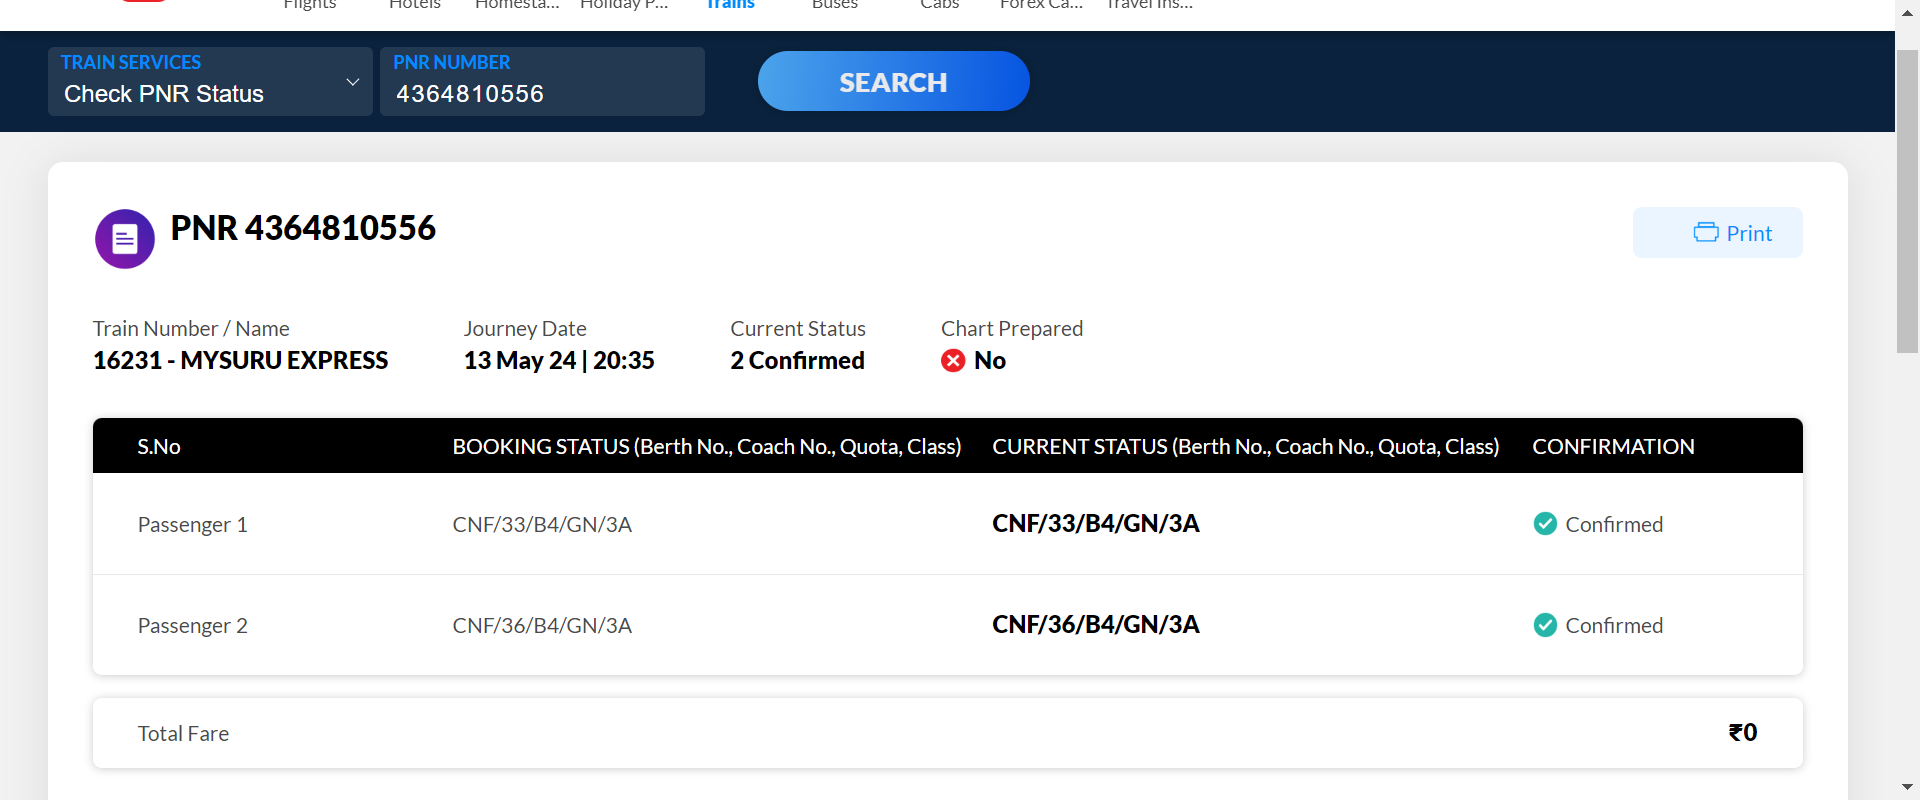 Flights Hotels Homesta... Holiday P... Trains Buses Cabs Forex Ca... Travel Ins...
TRAIN SERVICES
Check PNR Status
PNR NUMBER
4364810556
SEARCH
PNR 4364810556
Print
Train Number / Name
16231 - MYSURU EXPRESS
Journey Date
13 May 24 | 20:35
Current Status
2 Confirmed
Chart Prepared
No
S.No BOOKING STATUS (Berth No., Coach No., Quota, Class) CURRENT STATUS (Berth No., Coach No., Quota, Class) CONFIRMATION
Passenger 1 CNF/33/B4/GN/3A CNF/33/B4/GN/3A Confirmed
Passenger 2 CNF/36/B4/GN/3A CNF/36/B4/GN/3A Confirmed
Total Fare ₹0